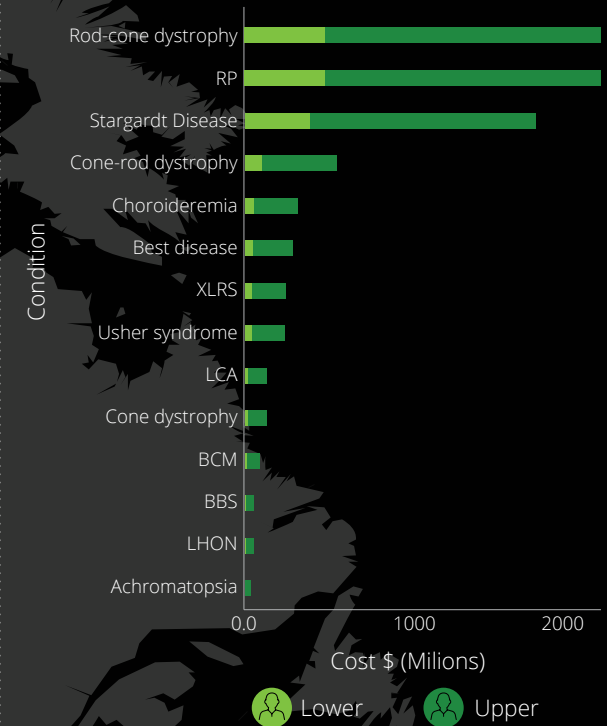 Rod-cone dystrophy
RP
Stargardt Disease
Cone-rod dystrophy
Choroideremia
Best disease
XLRS
Usher syndrome
LCA
Cone dystrophy
BCM
BBS
LHON
Achromatopsia
Condition
0.0 1000 2000
Cost $ (Milions)
Lower Upper